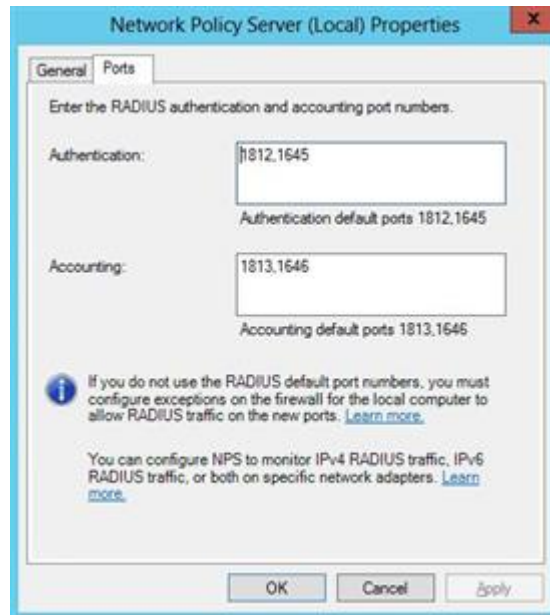 Network Policy Server (Local) Properties
x
General Ports
Enter the RADIUS authentication and accounting port numbers.
Authentication:
1812,1645
Authentication default ports 1812,1645
Accounting:
1813,1646
Accounting default ports 1813,1646
If you do not use the RADIUS default port numbers, you must
configure exceptions on the firewall for the local computer to
allow RADIUS traffic on the new ports. Learn more.
You can configure NPS to monitor IPv4 RADIUS traffic, IPv6
RADIUS traffic, or both on specific network adapters. Learn
more.
OK Cancel Apply